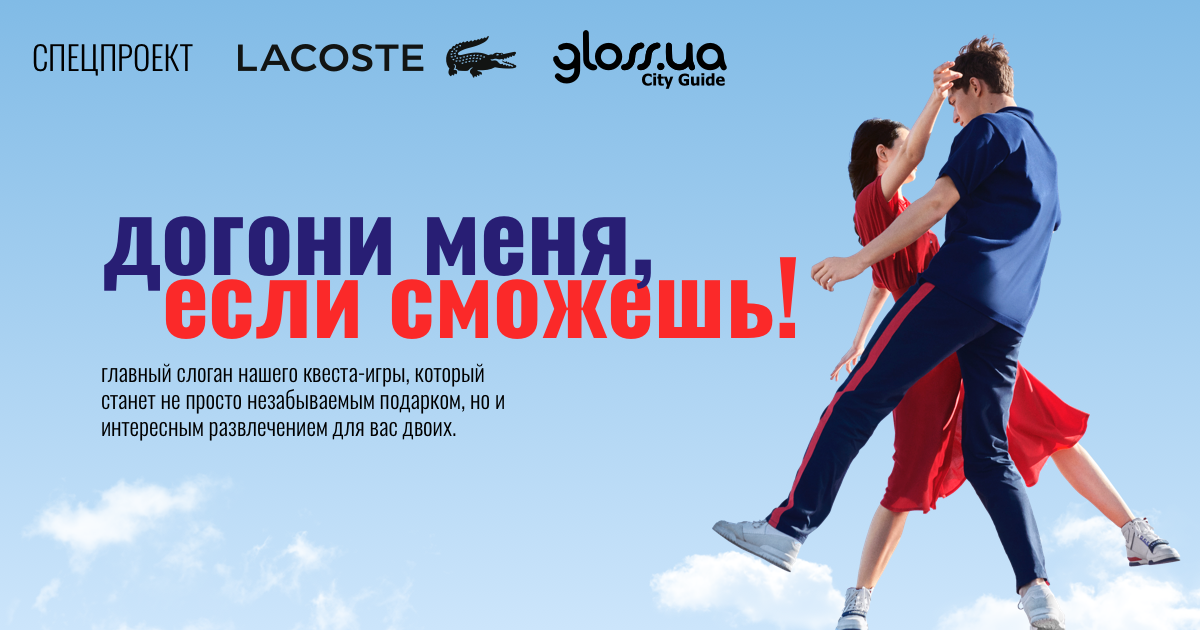 СПЕЦПРОЕКТ LACOSTE gloss.ua
City Guide
догони меня,
если сможешь!
главный слоган нашего квеста-игры, который
станет не просто незабываемым подарком, но и
интересным развлечением для вас двоих.